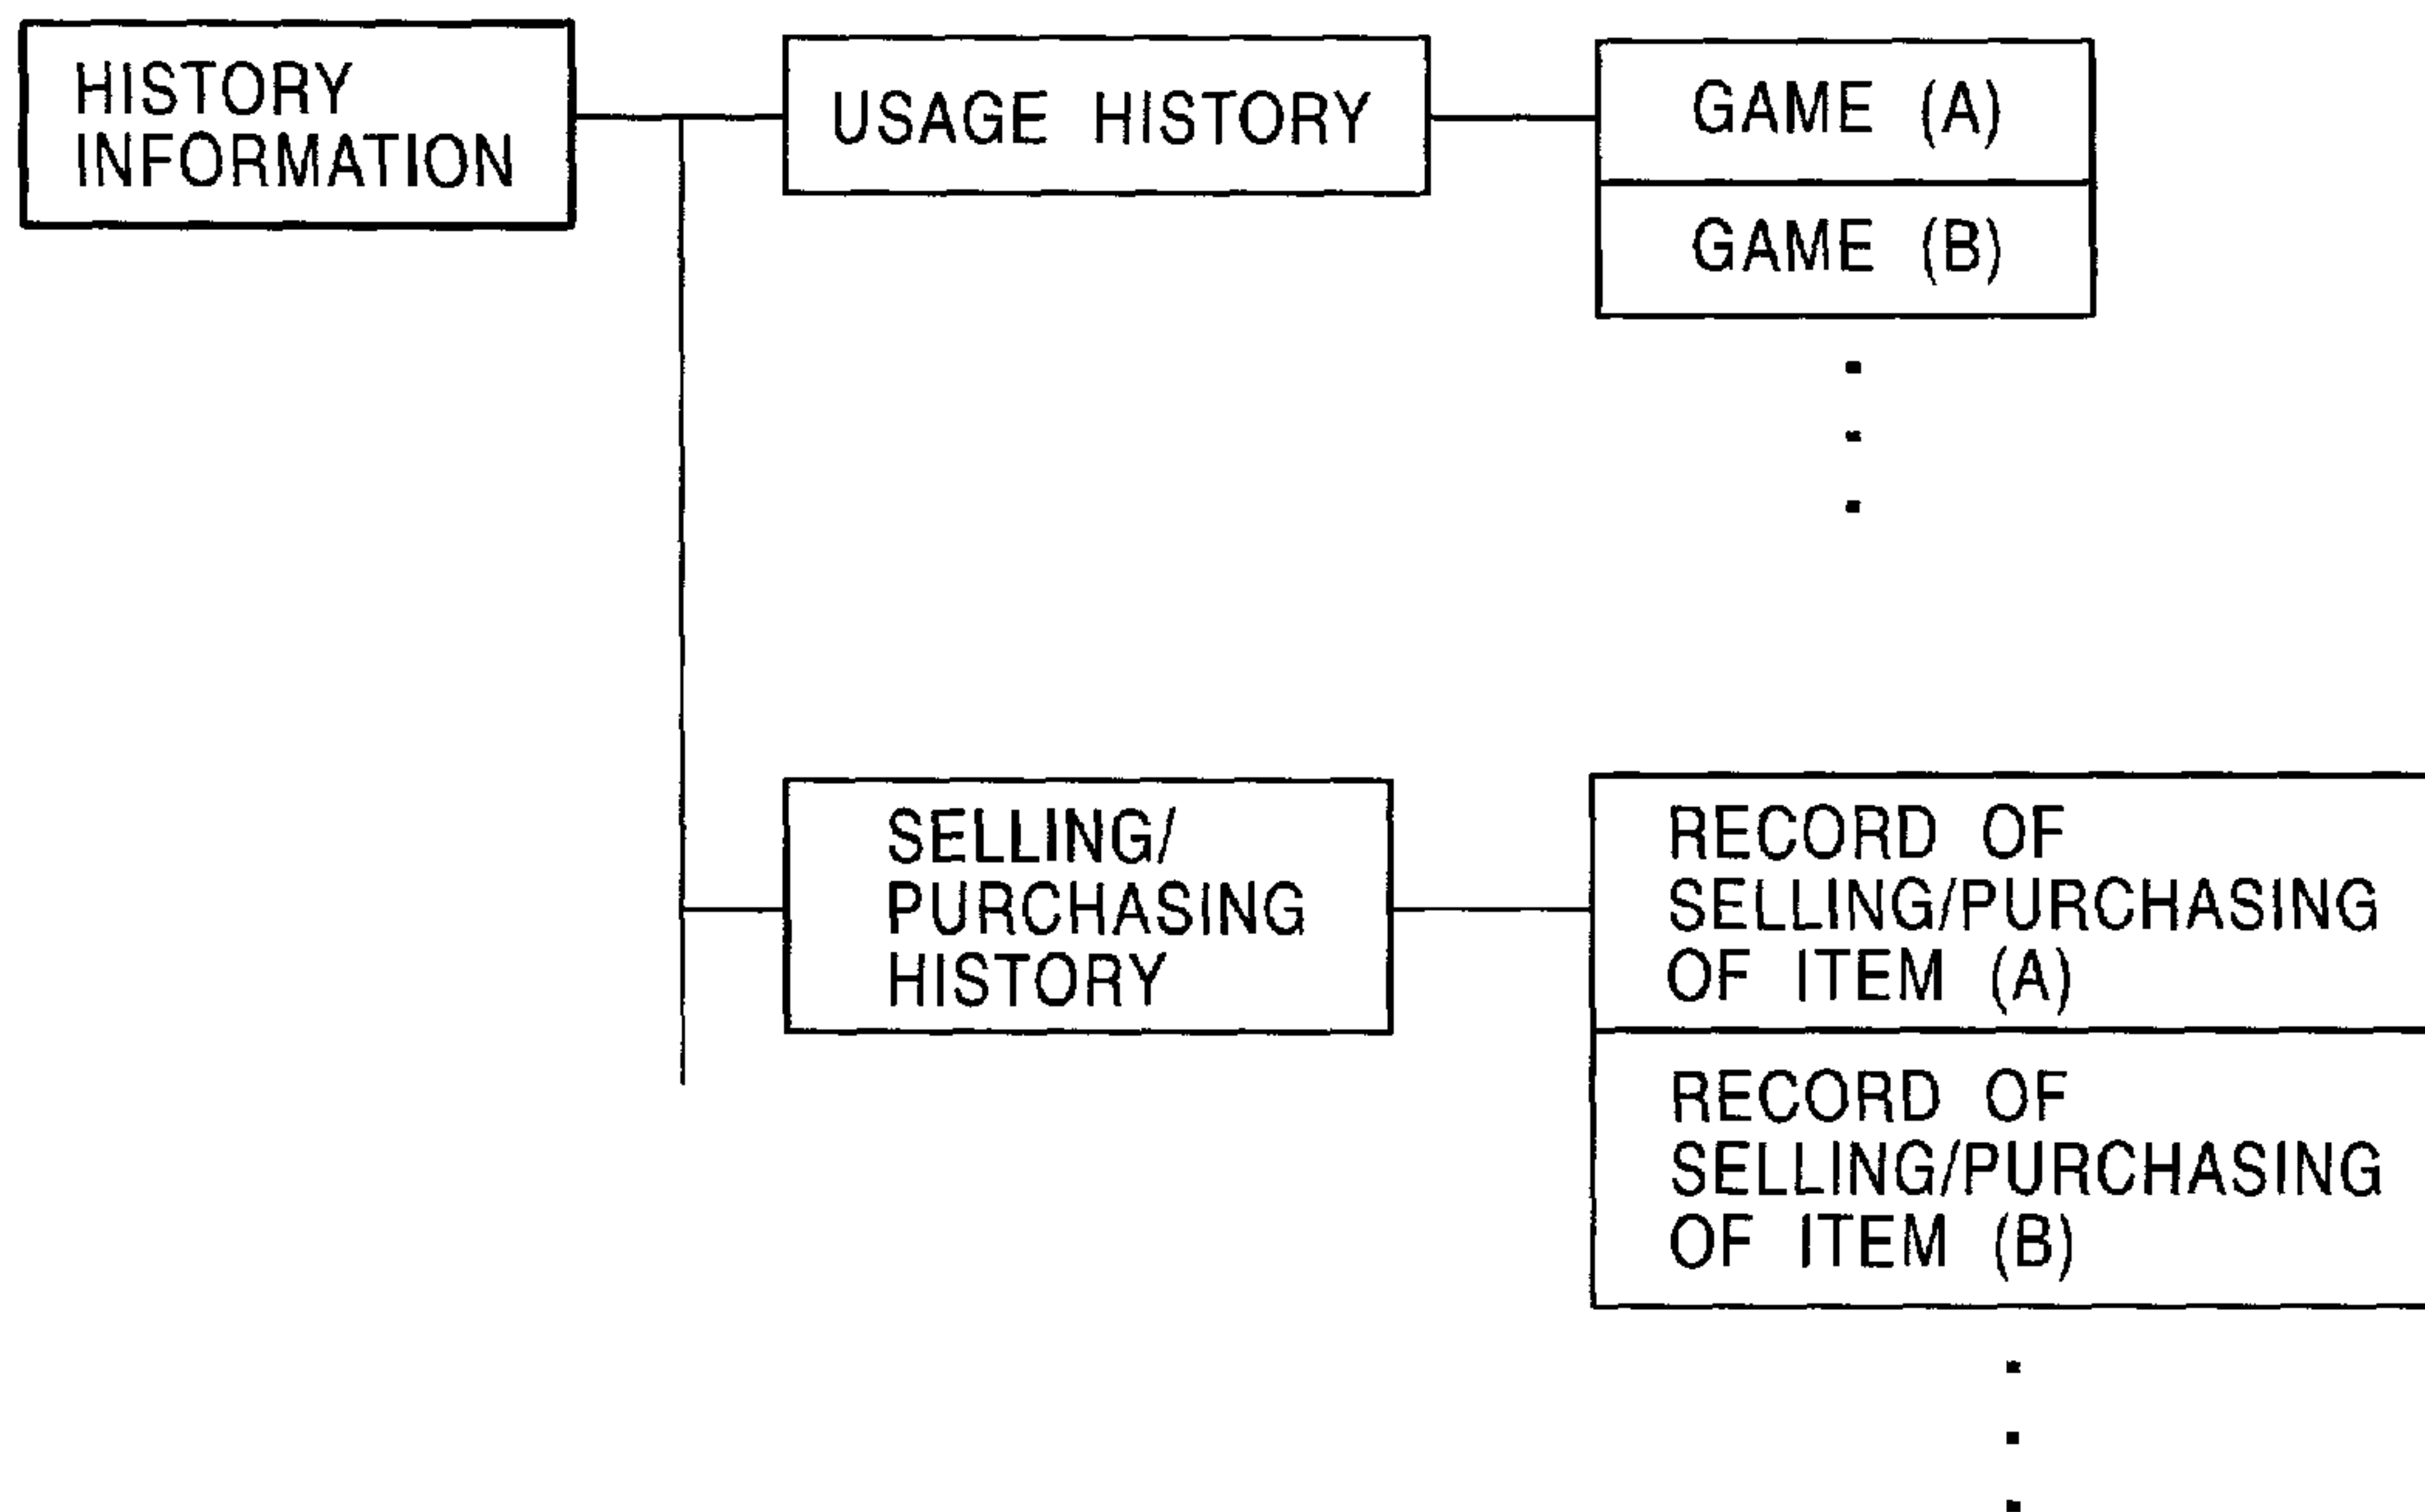 HISTORY
INFORMATION
USAGE HISTORY
GAME (A)
GAME (B)
SELLING/
PURCHASING
HISTORY
RECORD OF
SELLING/PURCHASING
OF ITEM (A)
RECORD OF
SELLING/PURCHASING
OF ITEM (B)